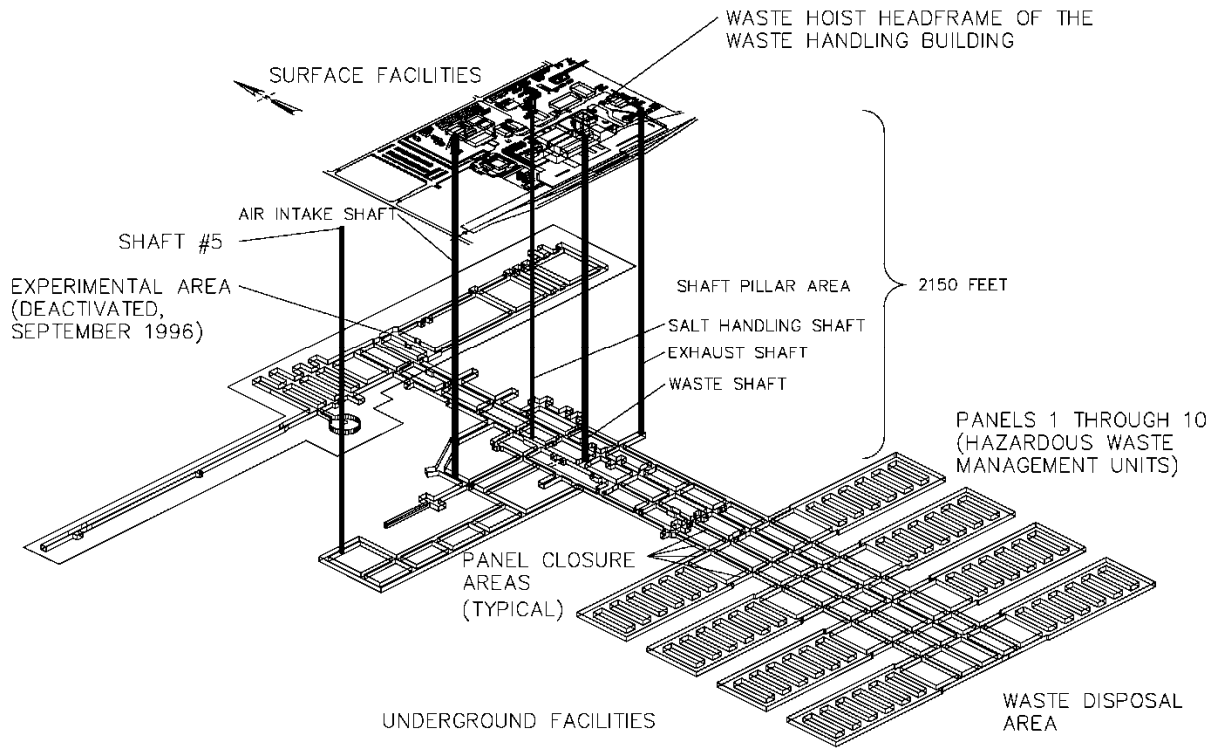 WASTE HOIST HEADFRAME OF THE
WASTE HANDLING BUILDING
SURFACE FACILITIES
AIR INTAKE SHAFT
SHAFT #5
EXPERIMENTAL AREA
(DEACTIVATED,
SEPTEMBER 1996)
SHAFT PILLAR AREA
2150 FEET
SALT HANDLING SHAFT
EXHAUST SHAFT
WASTE SHAFT
PANELS 1 THROUGH 10
(HAZARDOUS WASTE
MANAGEMENT UNITS)
PANEL CLOSURE
AREAS
(TYPICAL)
WASTE DISPOSAL
AREA
UNDERGROUND FACILITIES